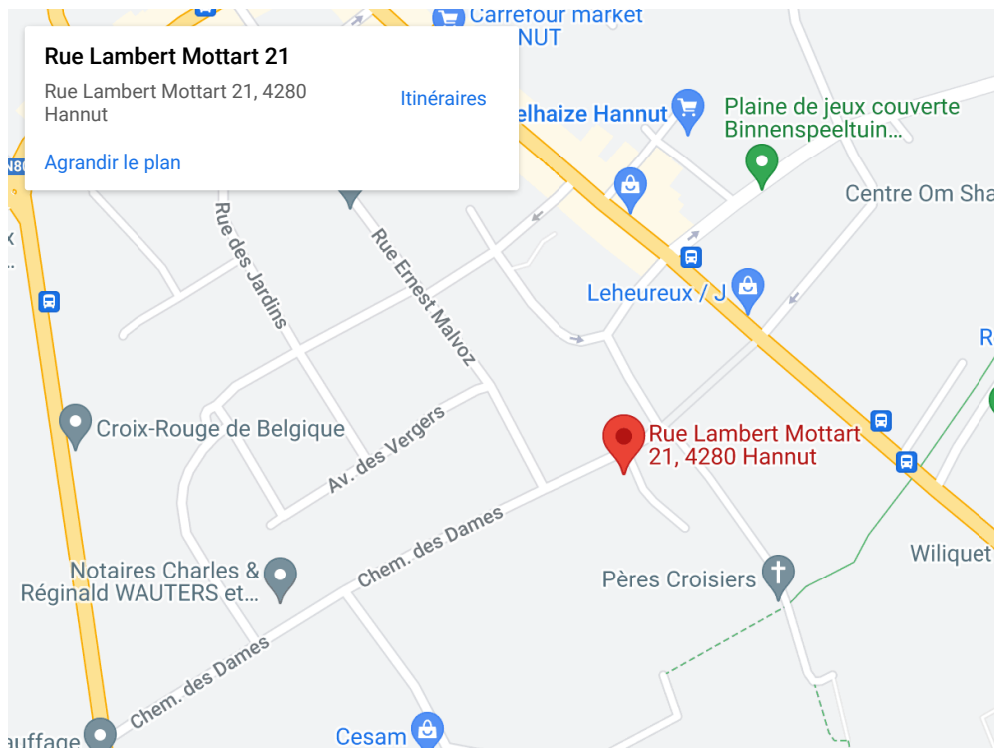 Carrefour market
NUT
Rue Lambert Mottart 21
Rue Lambert Mottart 21, 4280
Hannut
Itinéraires
Agrandir le plan
elhaize Hannut
Plaine de jeux couverte
Binnenspeeltuin...
N80
Centre Om Sha
x
..
Rue des Jardins
Rue Ernest Malvoz
Leheureux / J
R
Croix-Rouge de Belgique
Av. des Vergers
Rue Lambert Mottart
21, 4280 Hannut
Chem. des Dames
Notaires Charles &
Réginald WAUTERS et...
Pères Croisiers
Wiliquet
Chem. des Dames
Cesam
auffage